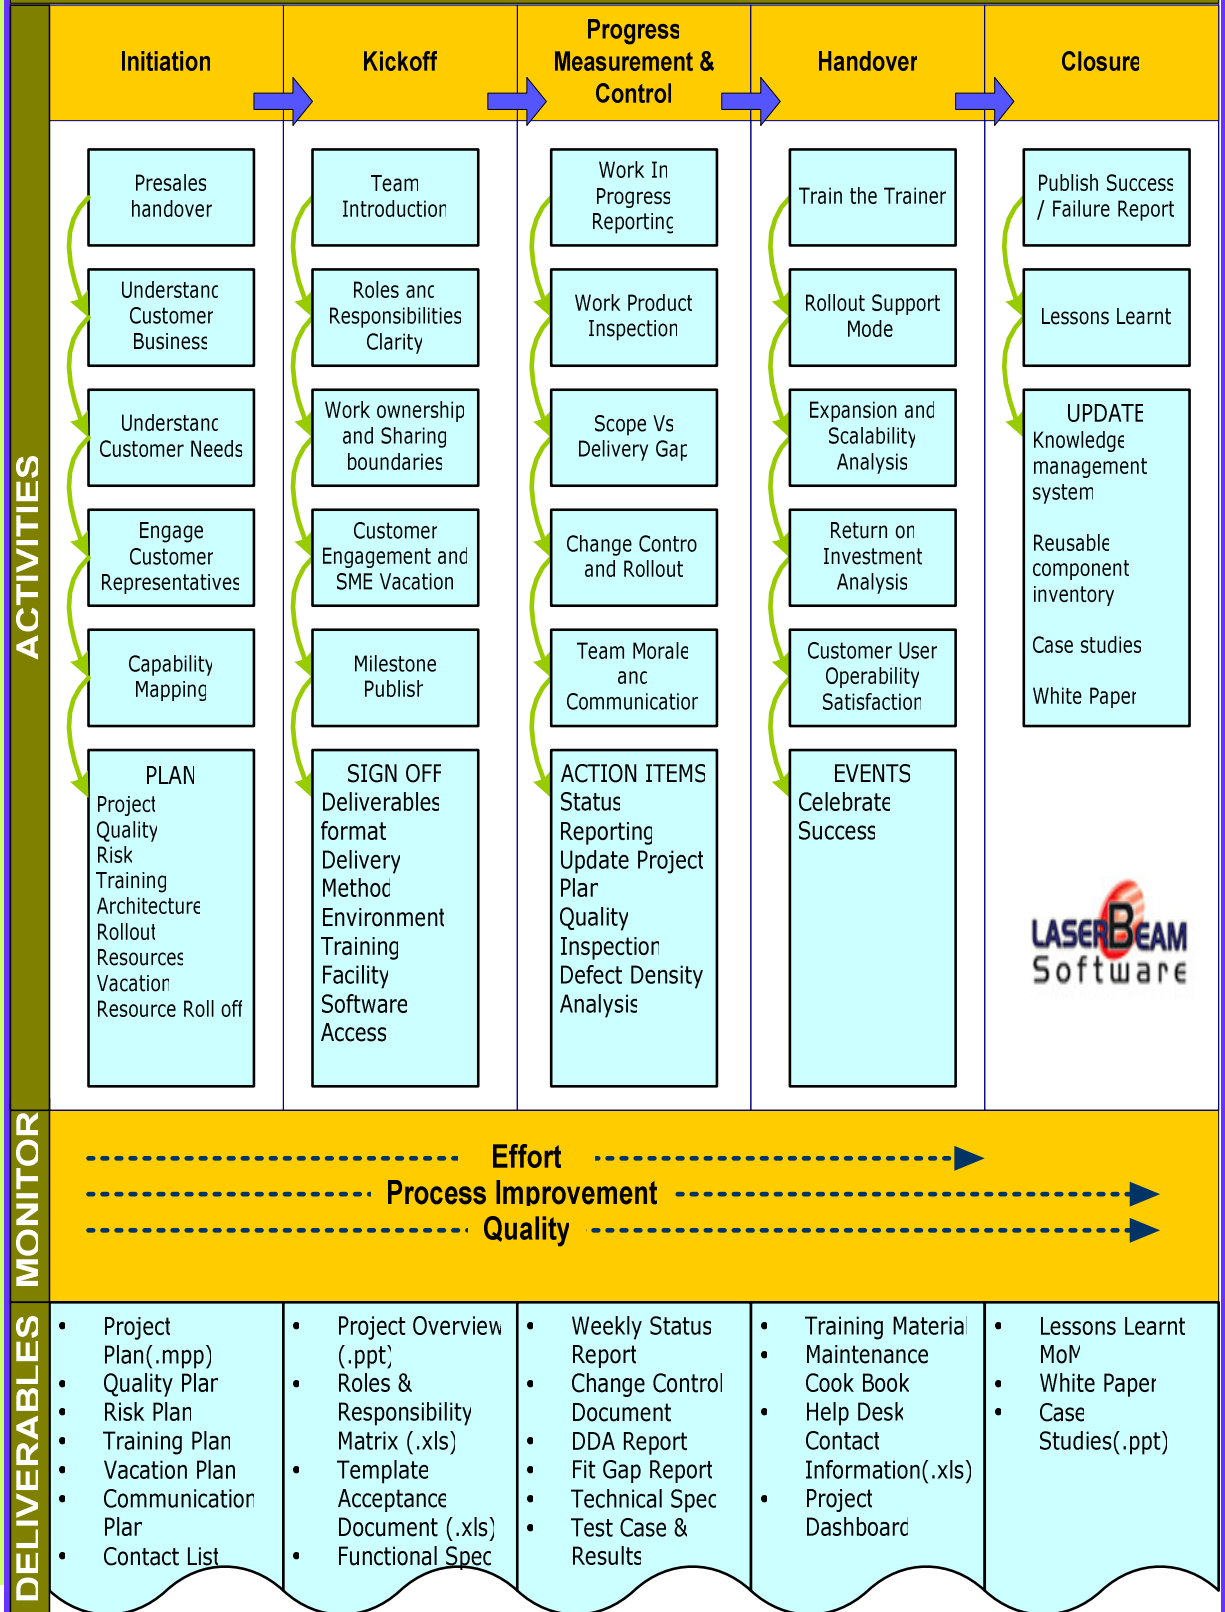 Initiation
Kickoff
Progress
Measurement &
Control
Handover
Closure
ACTIVITIES
Presales
handover
Understand
Customer
Business
Understand
Customer Needs
Engage
Customer
Representatives
Capability
Mapping
PLAN
Project
Quality
Risk
Training
Architecture
Rollout
Resources
Vacation
Resource Roll off
Team
Introduction
Roles and
Responsibilities
Clarity
Work ownership
and Sharing
boundaries
Customer
Engagement and
SME Vacation
Milestone
Publish
SIGN OFF
Deliverables
format
Delivery
Method
Environment
Training
Facility
Software
Access
Work In
Progress
Reporting
Work Product
Inspection
Scope Vs
Delivery Gap
Change Contro
and Rollout
Team Morale
and
Communication
ACTION ITEMS
Status
Reporting
Update Project
Plan
Quality
Inspection
Defect Density
Analysis
Train the Trainer
Rollout Support
Mode
Expansion and
Scalability
Analysis
Return on
Investment
Analysis
Customer User
Operability
Satisfaction
EVENTS
Celebrate
Success
Publish Success
/ Failure Report
Lessons Learnt
UPDATE
Knowledge
management
system
Reusable
component
inventory
Case studies
White Paper
LASERBEAM
Software
MONITOR
Effort
Process Improvement
Quality
DELIVERABLES
• Project
Plan(.mpp)
• Quality Plan
• Risk Plan
• Training Plan
• Vacation Plan
• Communication
Plan
• Contact List
• Project Overview
(.ppt)
• Roles &
Responsibility
Matrix (.xls)
• Template
Acceptance
Document (.xls)
• Functional Spec
• Weekly Status
Report
• Change Control
Document
• DDA Report
• Fit Gap Report
• Technical Spec
• Test Case &
Results
• Training Material
• Maintenance
Cook Book
• Help Desk
Contact
Information(.xls)
• Project
Dashboard
• Lessons Learnt
MoM
• White Paper
• Case
Studies(.ppt)